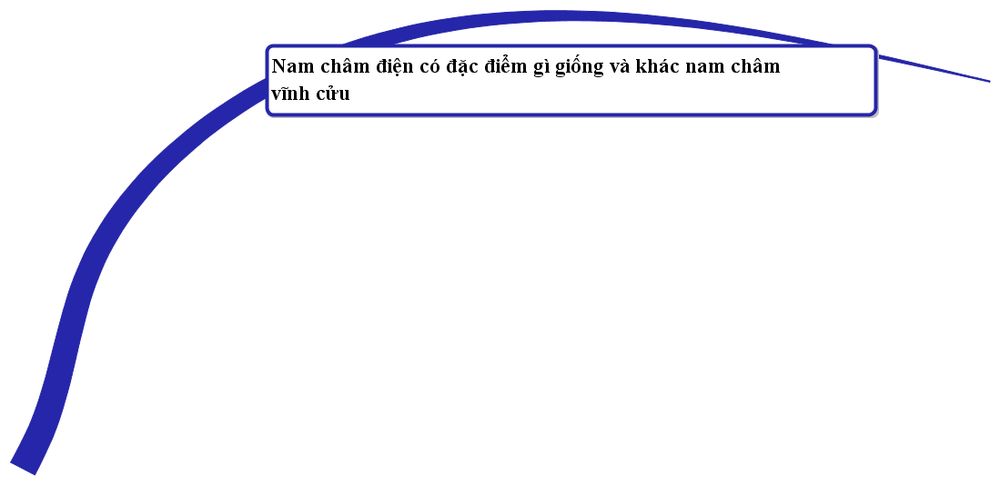 Nam châm điện có đặc điểm gì giống và khác nam châm
vĩnh cửu